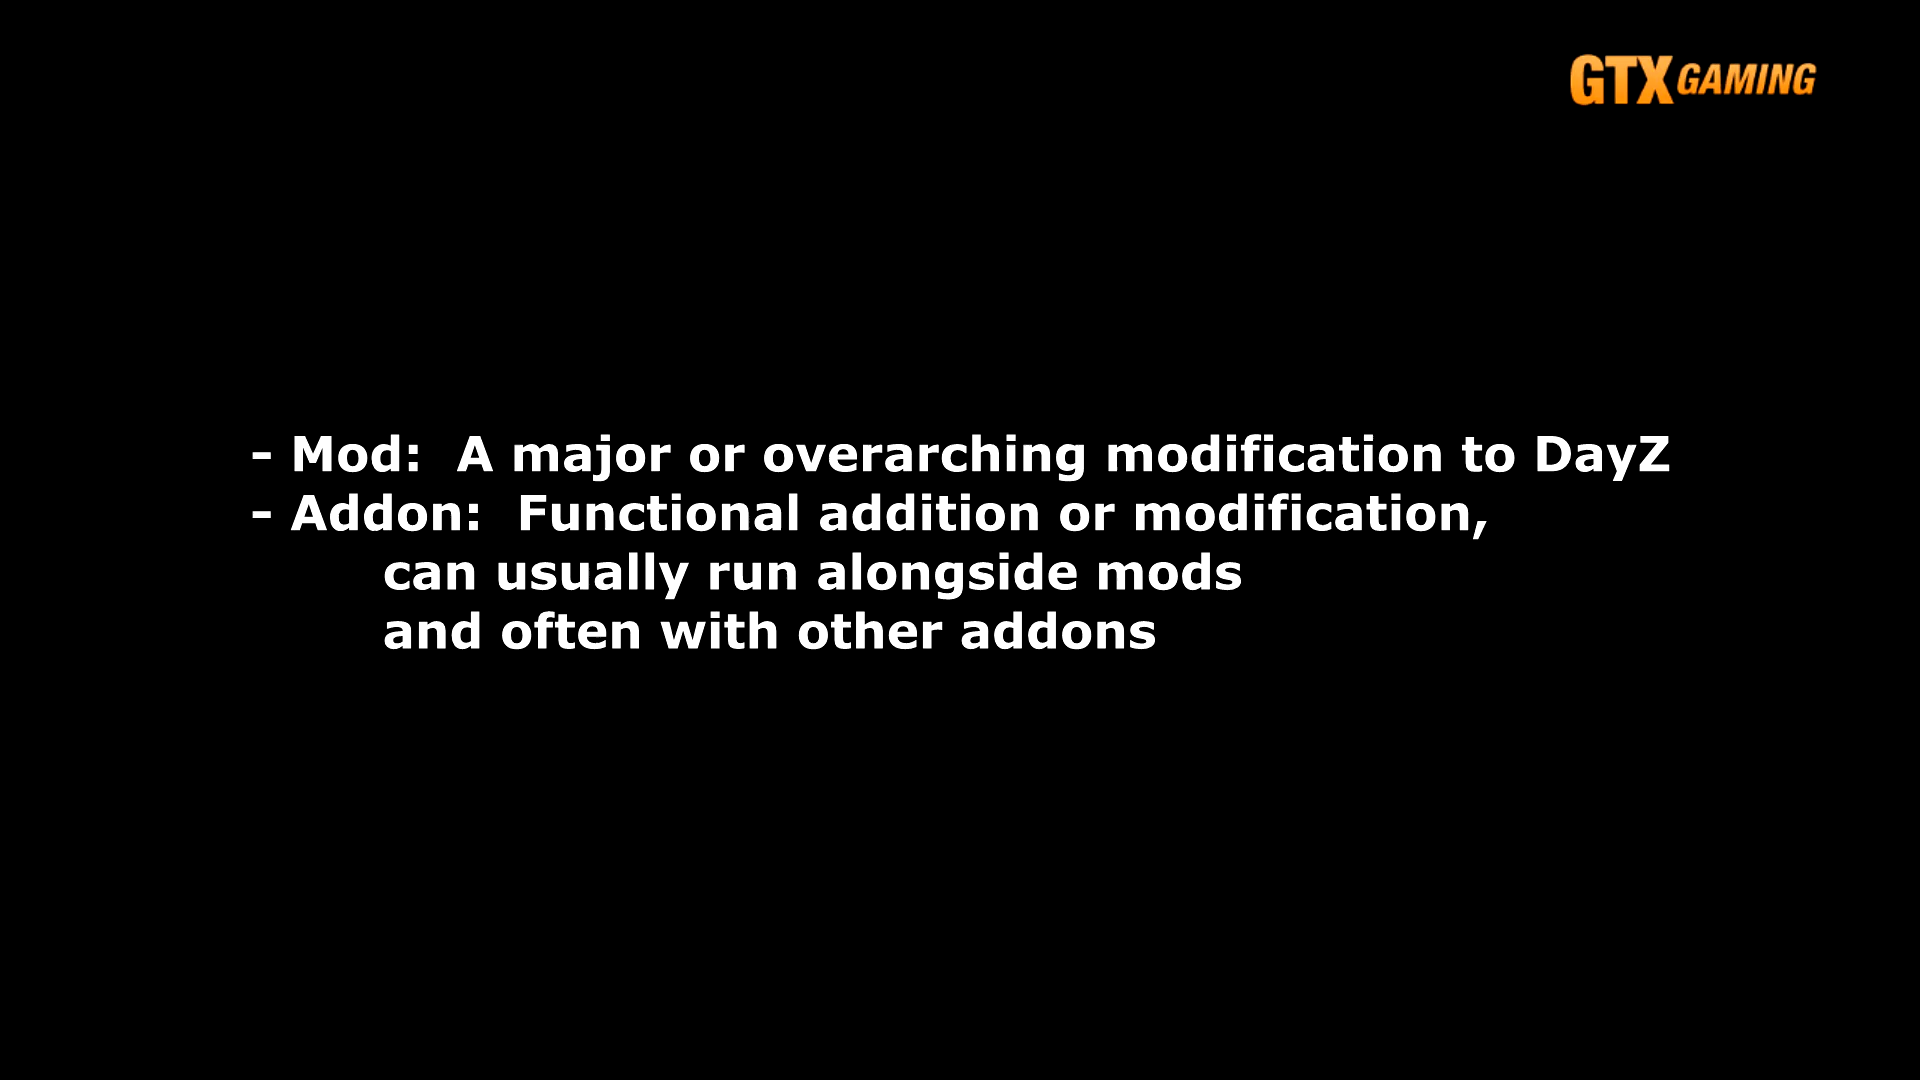 GTX GAMING
- Mod:  A major or overarching modification to DayZ
- Addon:  Functional addition or modification,
can usually run alongside mods
and often with other addons